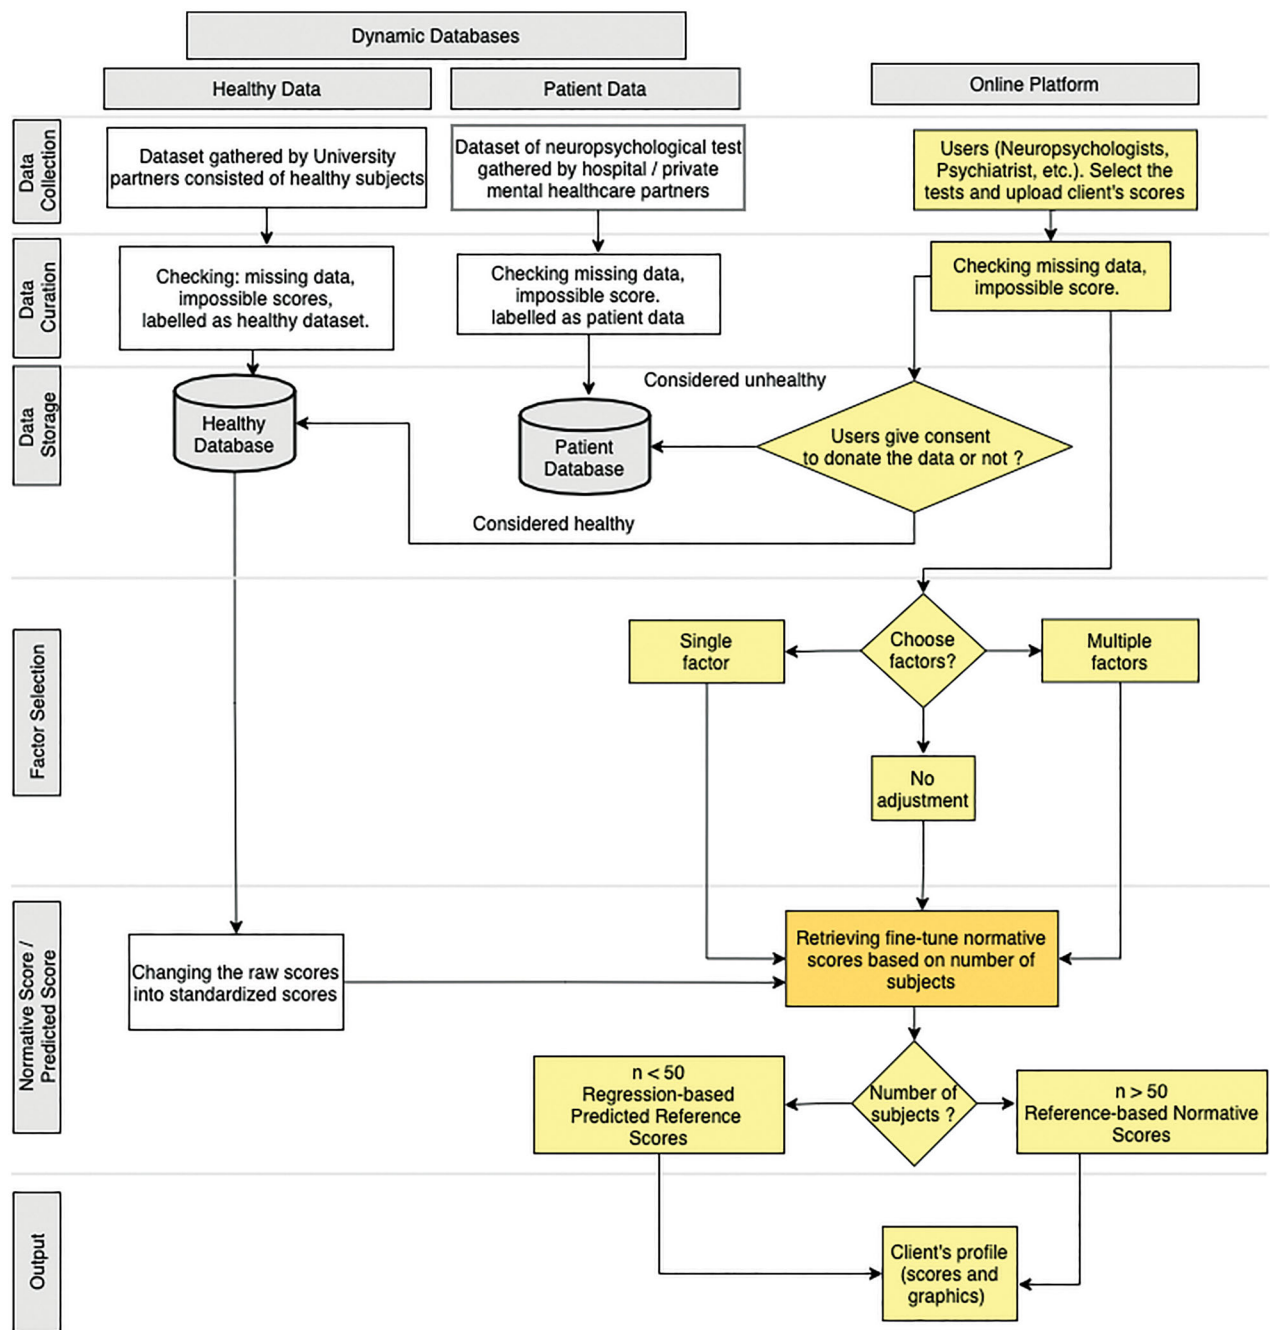 Dynamic Databases
Healthy Data
Patient Data
Online Platform
Data
Collection
Dataset gathered by University
partners consisted of healthy subjects
Dataset of neuropsychological test
gathered by hospital / private
mental healthcare partners
Users (Neuropsychologists,
Psychiatrist, etc.). Select the
tests and upload client's scores
Data
Curation
Checking: missing data,
impossible scores,
labelled as healthy dataset.
Checking missing data,
impossible score.
labelled as patient data
Checking missing data,
impossible score.
Data
Storage
Healthy
Database
Patient
Database
Considered unhealthy
Users give consent
to donate the data or not ?
Considered healthy
Factor Selection
Single
factor
Choose
factors?
Multiple
factors
No
adjustment
Normative Score /
Predicted Score
Changing the raw scores
into standardized scores
Retrieving fine-tune normative
scores based on number of
subjects
n < 50
Regression-based
Predicted Reference
Scores
Number of
subjects ?
n > 50
Reference-based Normative
Scores
Output
Client's profile
(scores and
graphics)